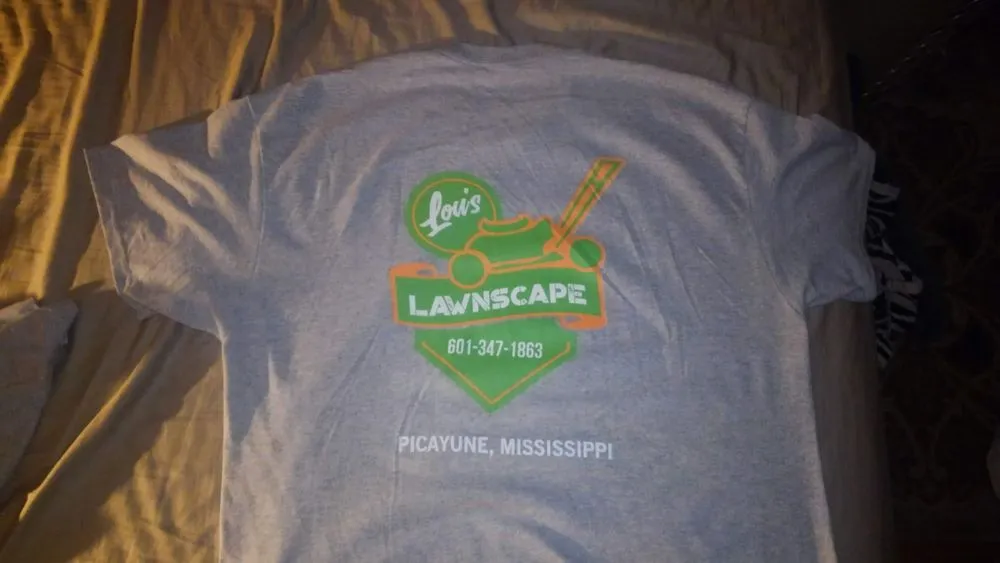 Lou's
LAWNSCAPE
601-347-1863
PICAYUNE, MISSISSIPPI